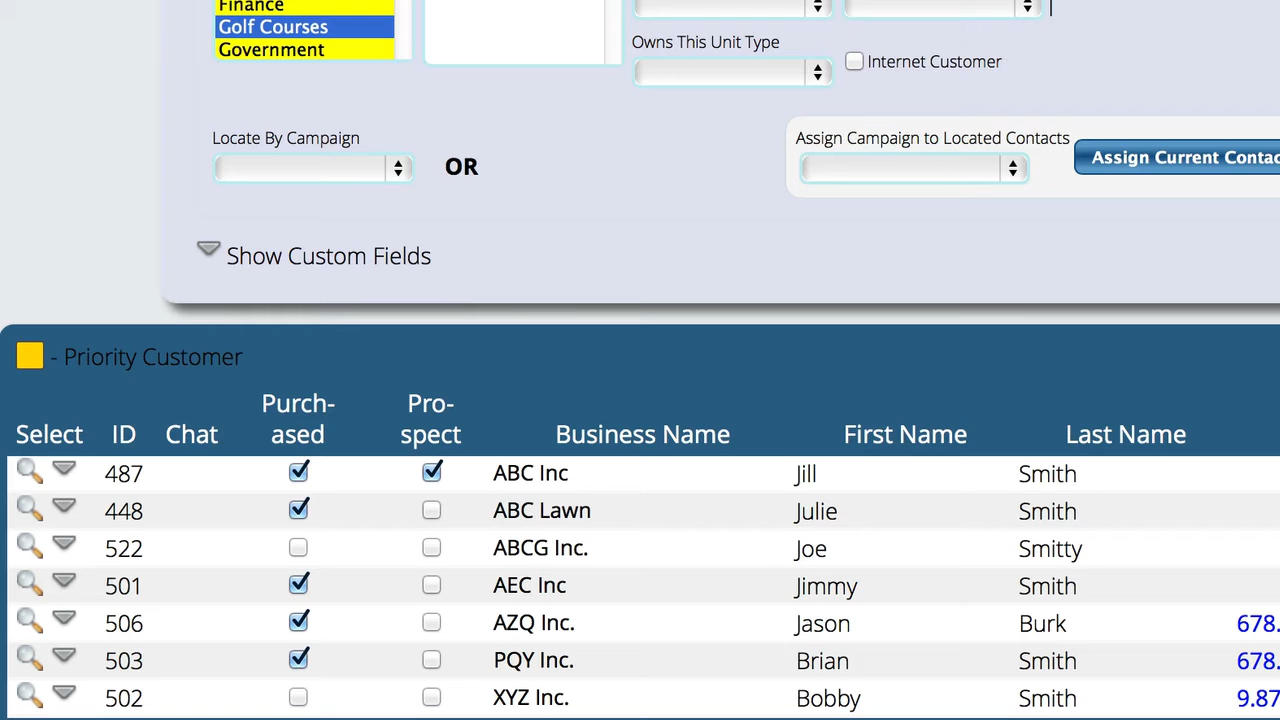 Finance
Golf Courses
Government
Owns This Unit Type
Internet Customer
Locate By Campaign
OR
Assign Campaign to Located Contacts
Assign Current Contac
Show Custom Fields
- Priority Customer
Select ID Chat Purch-ased Pro-spect Business Name First Name Last Name
487 ABC Inc Jill Smith
448 ABC Lawn Julie Smith
522 ABCG Inc. Joe Smitty
501 AEC Inc Jimmy Smith
506 AZQ Inc. Jason Burk 678.
503 PQY Inc. Brian Smith 678.
502 XYZ Inc. Bobby Smith 9.87